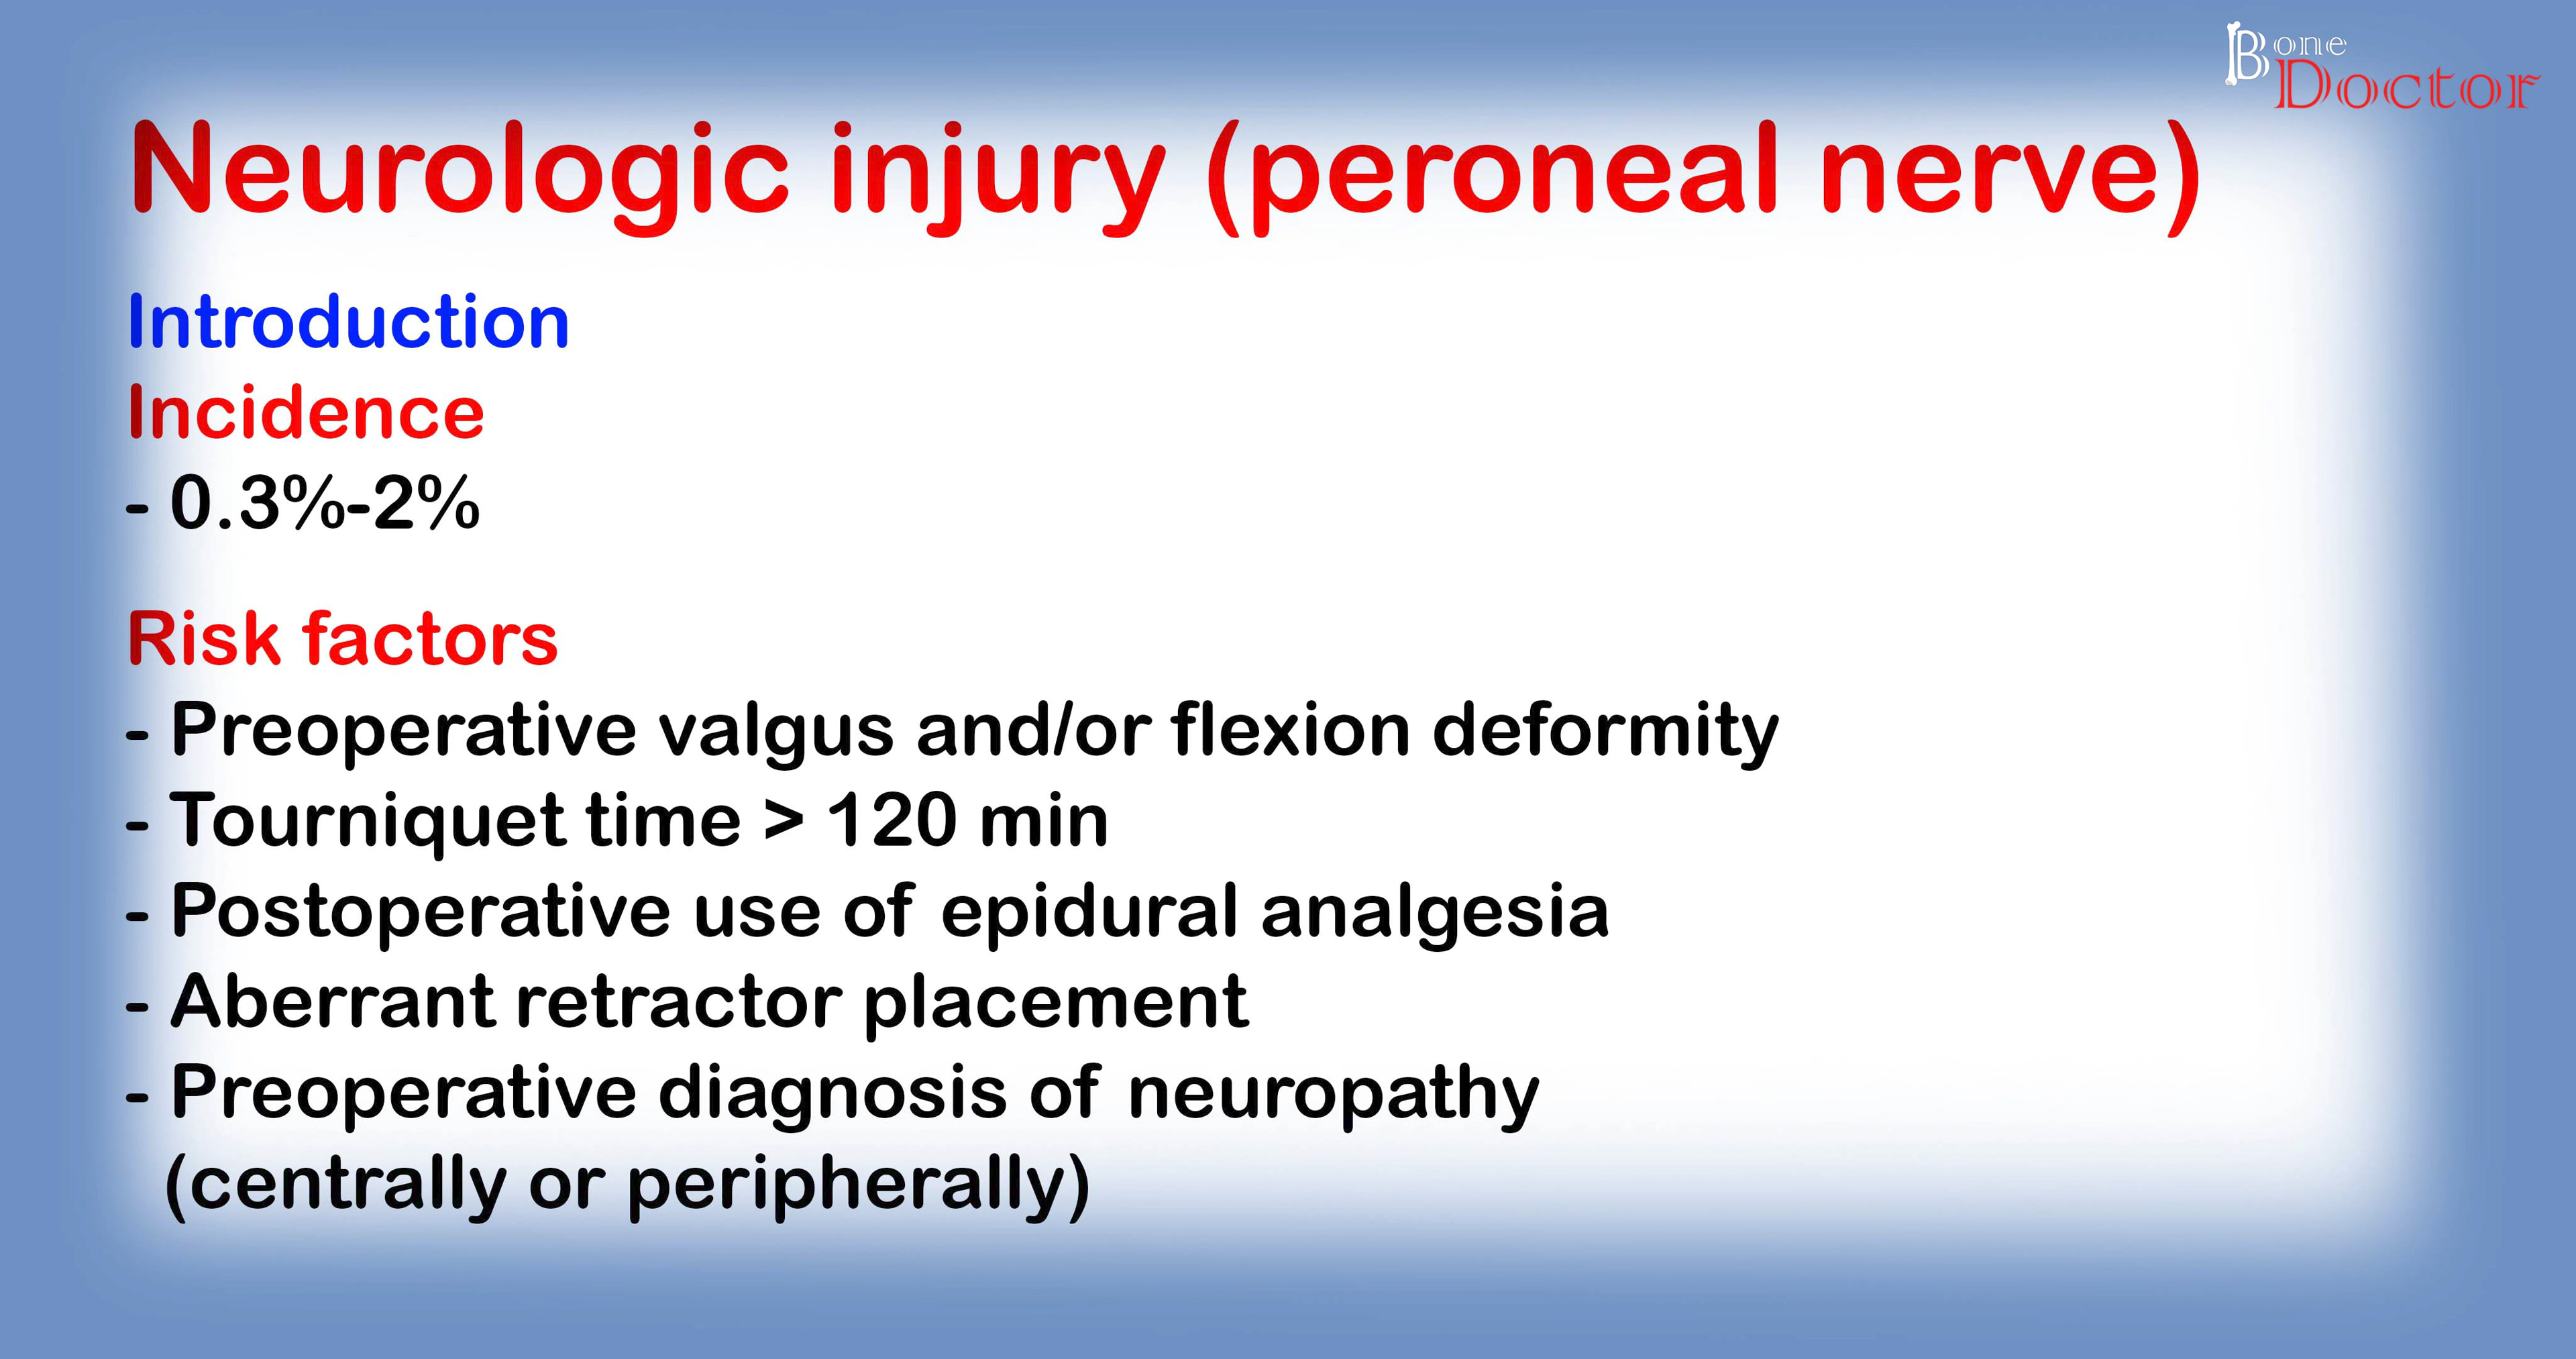 Bone
Doctor
Neurologic injury (peroneal nerve)
Introduction
Incidence
- 0.3%-2%
Risk factors
- Preoperative valgus and/or flexion deformity
- Tourniquet time > 120 min
- Postoperative use of epidural analgesia
- Aberrant retractor placement
- Preoperative diagnosis of neuropathy
(centrally or peripherally)